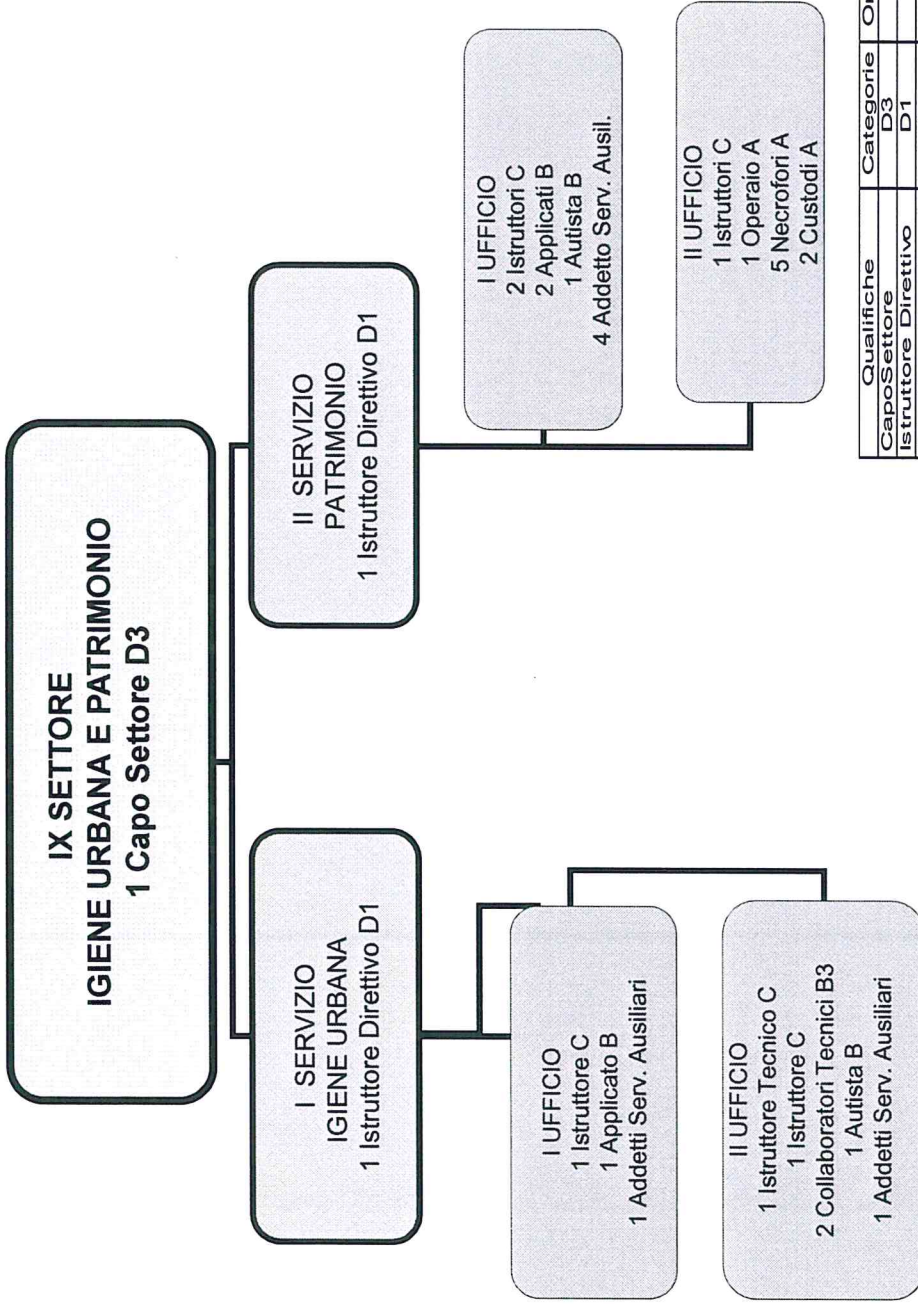 IX SETTORE
IGIENE URBANA E PATRIMONIO
1 Capo Settore D3
I SERVIZIO
IGIENE URBANA
1 Istruttore Direttivo D1
I UFFICIO
1 Istruttore C
1 Applicato B
1 Addetti Serv. Ausiliari
II UFFICIO
1 Istruttore Tecnico C
1 Istruttore C
2 Collaboratori Tecnici B3
1 Autista B
1 Addetti Serv. Ausiliari
II SERVIZIO
PATRIMONIO
1 Istruttore Direttivo D1
I UFFICIO
2 Istruttori C
2 Applicati B
1 Autista B
4 Addetto Serv. Ausil.
II UFFICIO
1 Istruttori C
1 Operaio A
5 Necrofori A
2 Custodi A
Qualifiche Categorie
CapoSettore D3
Istruttore Direttivo D1